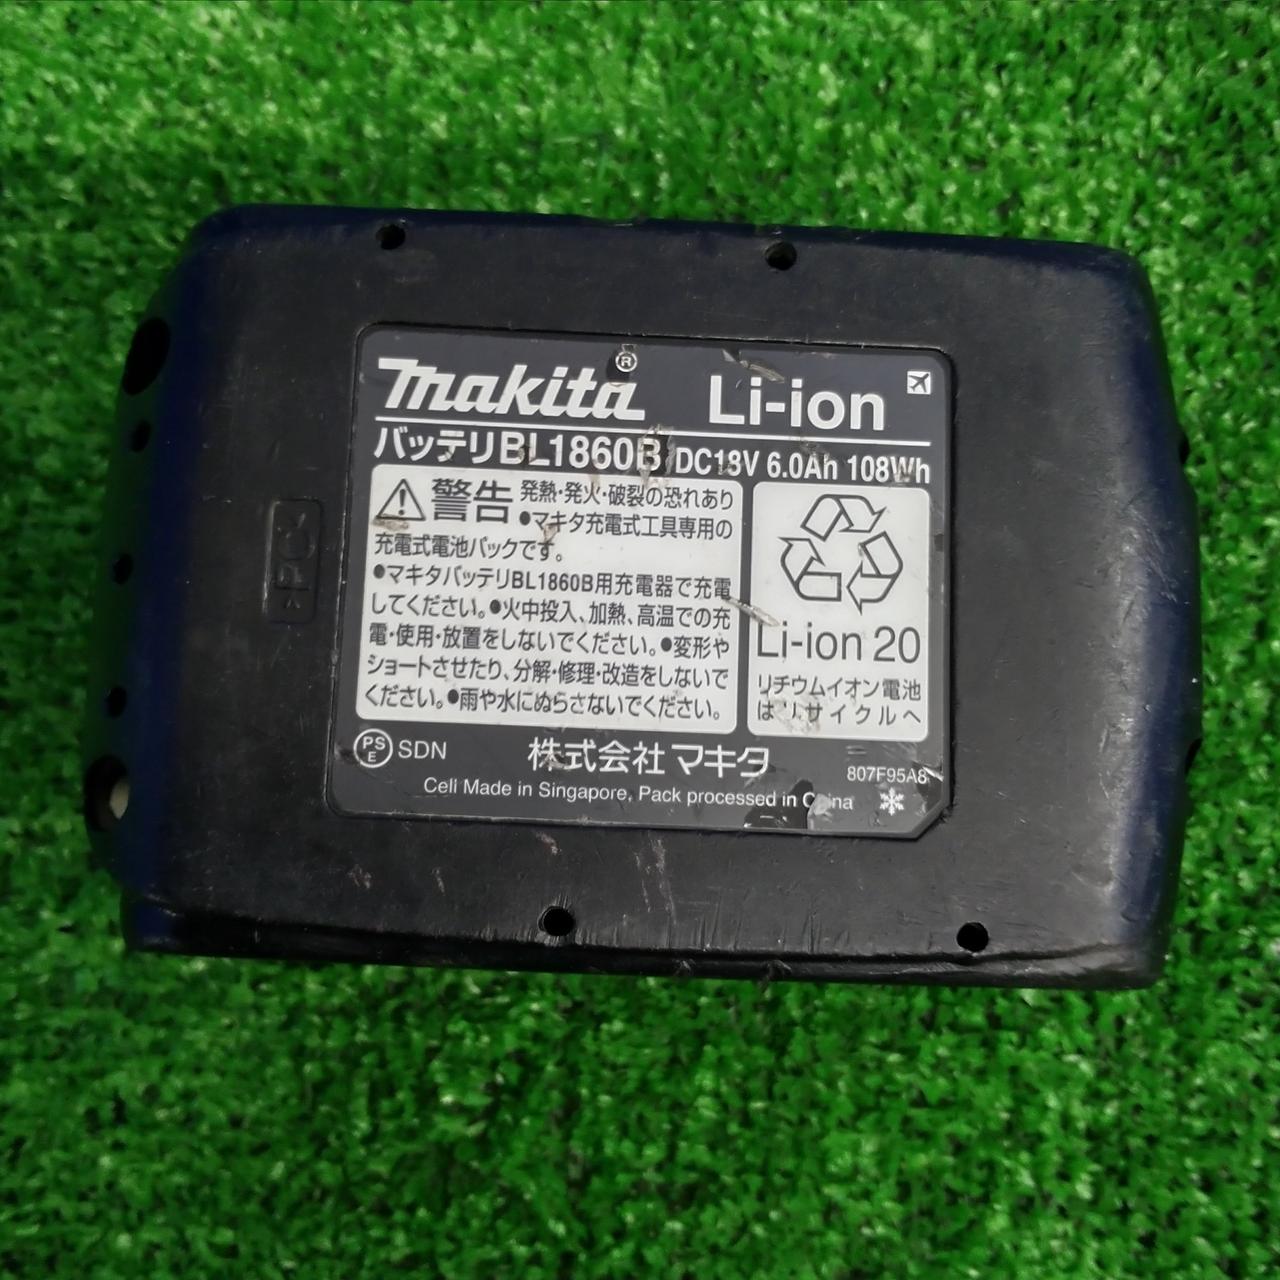 makita® Li-ion
バッテリBL1860B DC18V 6.0Ah 108Wh
警告 発熱・発火・破裂の恐れあり
●マキタ充電式工具専用の
充電式電池パックです。
●マキタバッテリBL1860B用充電器で充電
してください。●火中投入、加熱、高温での充
電・使用・放置をしないでください。●変形や
ショートさせたり、分解・修理・改造をしないで
ください。●雨や水にぬらさないでください。
Li-ion 20
リチウムイオン電池
はリサイクルへ
PS
E
SDN
株式会社マキタ
807F95A8
Cell Made in Singapore, Pack processed in China
>PC<